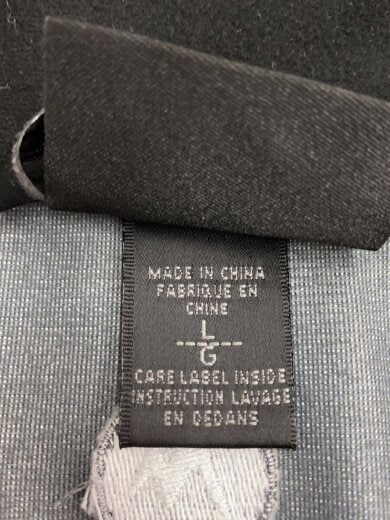 MADE IN CHINA
FABRIQUE EN
CHINE
L
G
CARE LABEL INSIDE
INSTRUCTION LAVAGE
EN DEDANS